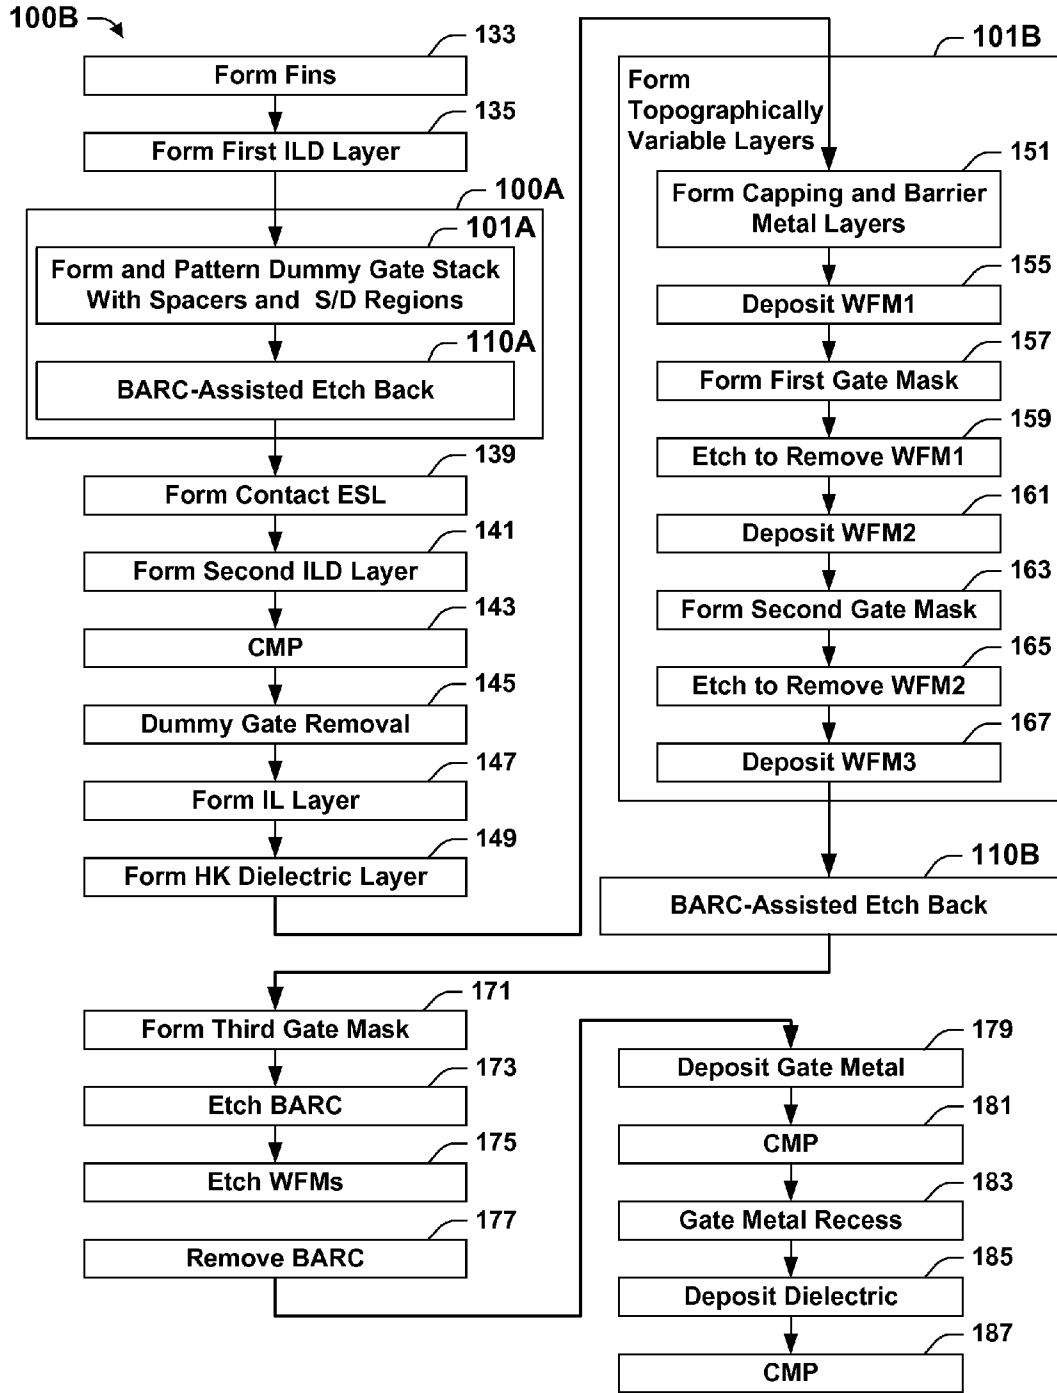 100B
133
Form Fins
135
Form First ILD Layer
100A
101A
Form and Pattern Dummy Gate Stack
With Spacers and S/D Regions
110A
BARC-Assisted Etch Back
139
Form Contact ESL
141
Form Second ILD Layer
143
CMP
145
Dummy Gate Removal
147
Form IL Layer
149
Form HK Dielectric Layer
101B
Form
Topographically
Variable Layers
151
Form Capping and Barrier
Metal Layers
155
Deposit WFM1
157
Form First Gate Mask
159
Etch to Remove WFM1
161
Deposit WFM2
163
Form Second Gate Mask
165
Etch to Remove WFM2
167
Deposit WFM3
110B
BARC-Assisted Etch Back
171
Form Third Gate Mask
173
Etch BARC
175
Etch WFMs
177
Remove BARC
179
Deposit Gate Metal
181
CMP
183
Gate Metal Recess
185
Deposit Dielectric
187
CMP